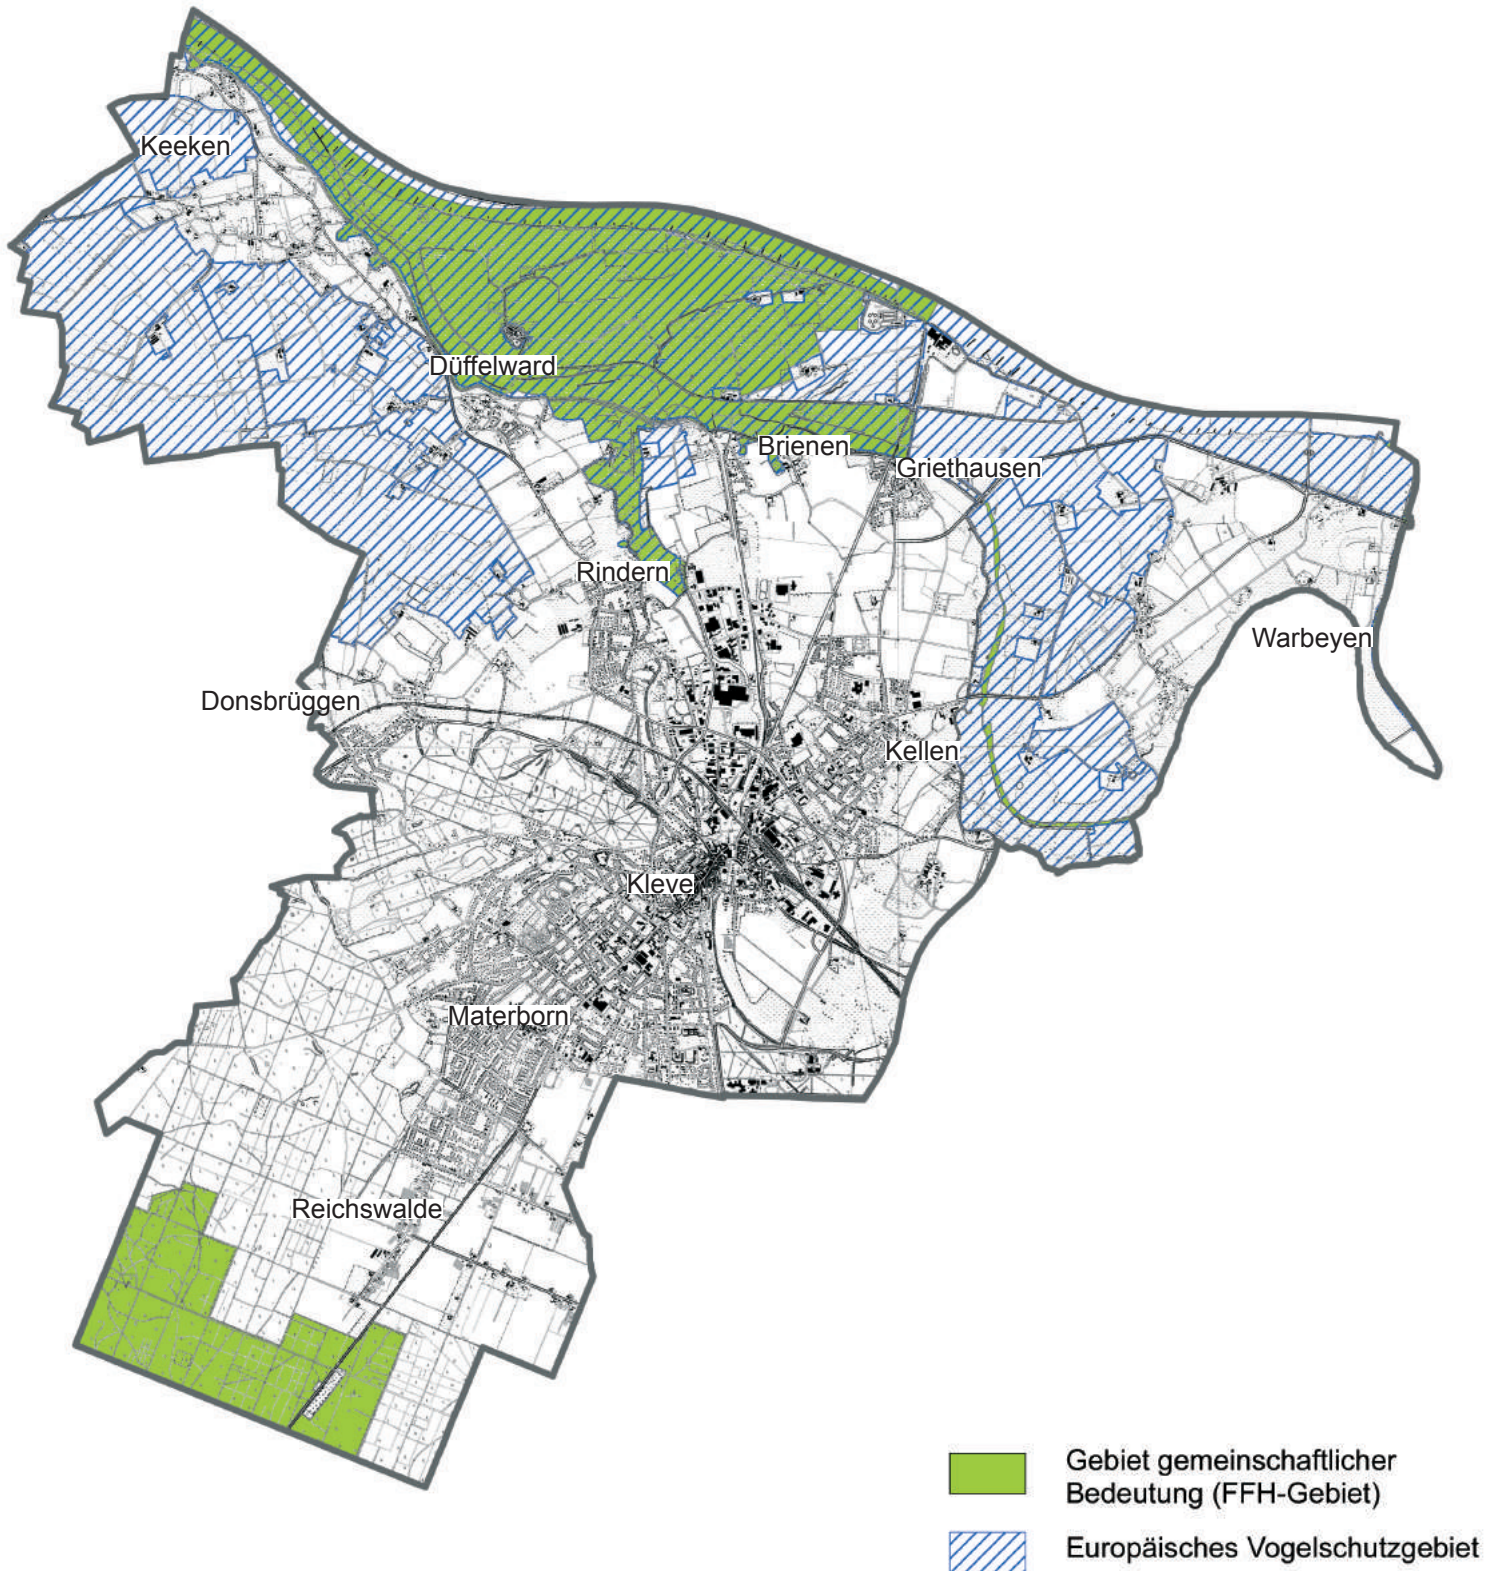 Keeken
Düffelward
Brienen
Griethausen
Rindern
Warbeyen
Donsbrüggen
Kellen
Kleve
Materborn
Reichswalde
Gebiet gemeinschaftlicher
Bedeutung (FFH-Gebiet)
Europäisches Vogelschutzgebiet